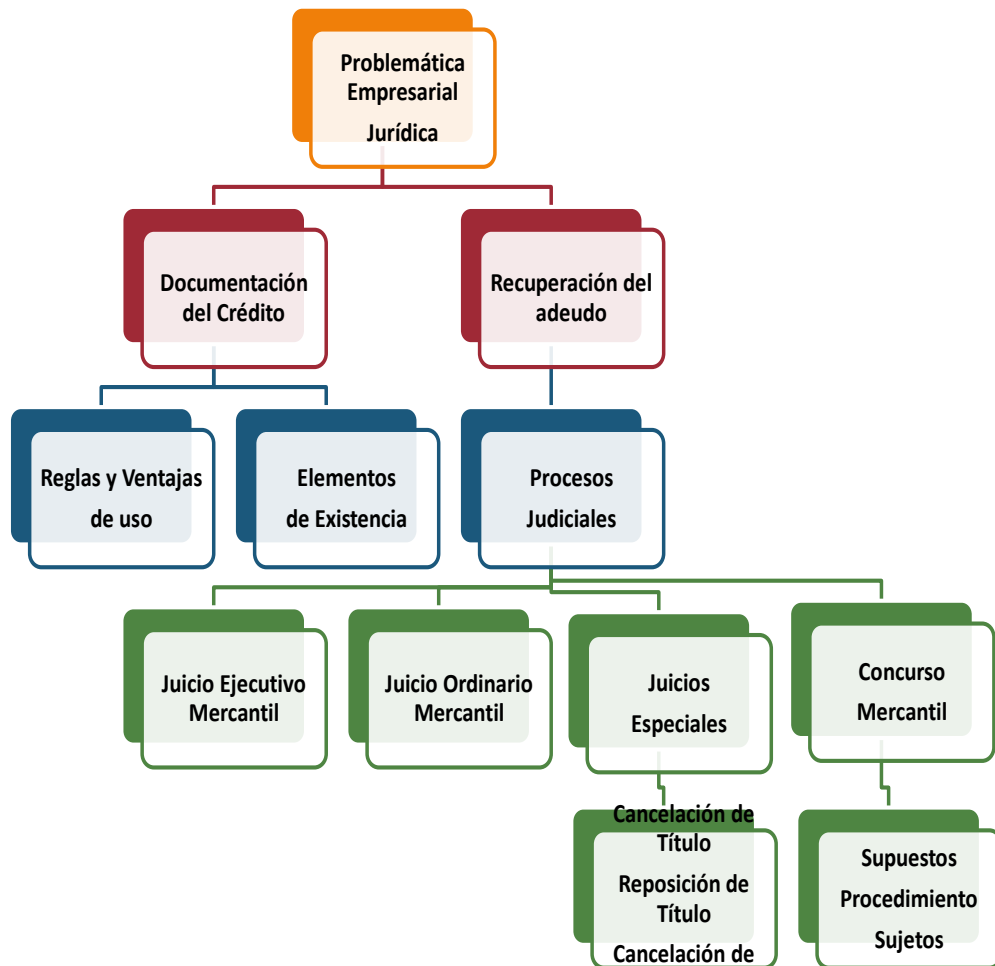 Problemática
Empresarial
Jurídica
Documentación
del Crédito
Recuperación del
adeudo
Reglas y Ventajas
de uso
Elementos
de Existencia
Procesos
Judiciales
Juicio Ejecutivo
Mercantil
Juicio Ordinario
Mercantil
Juicios
Especiales
Concurso
Mercantil
Cancelación de
Título
Reposición de
Título
Cancelación de
Supuestos
Procedimiento
Sujetos